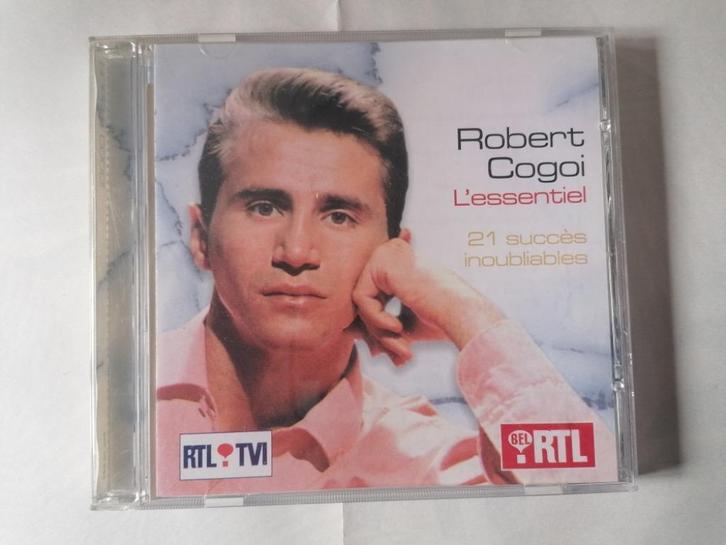 Robert
Cogoi
L'essentiel
21 succès
inoubliables
RTL TVI
BEL
RTL